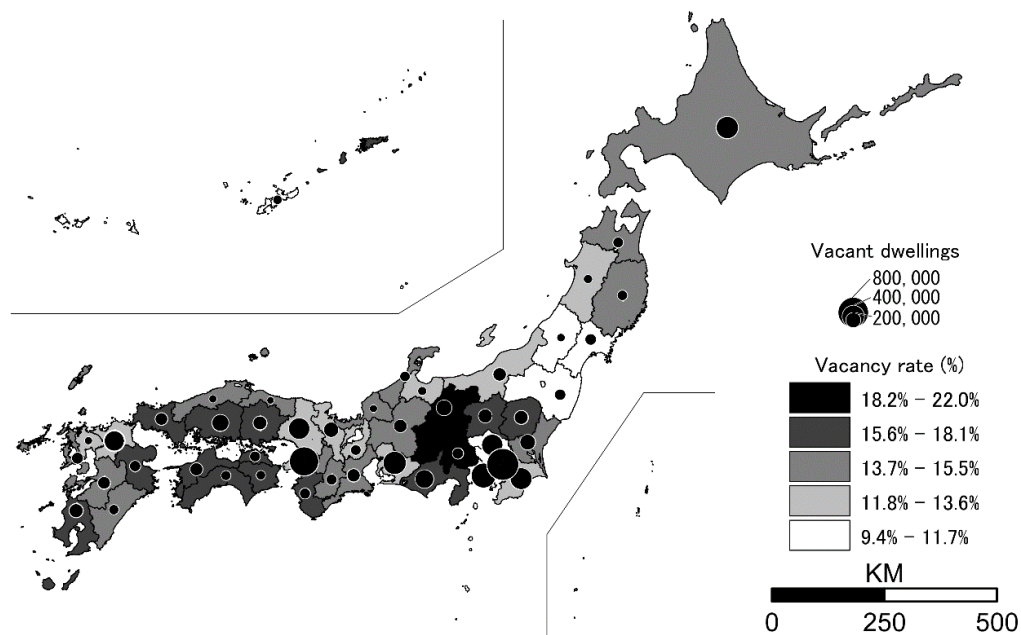 Vacant dwellings
800, 000
400, 000
200, 000
Vacancy rate (%)
18.2% − 22.0%
15.6% − 18.1%
13.7% − 15.5%
11.8% − 13.6%
9.4% − 11.7%
KM
0 250 500